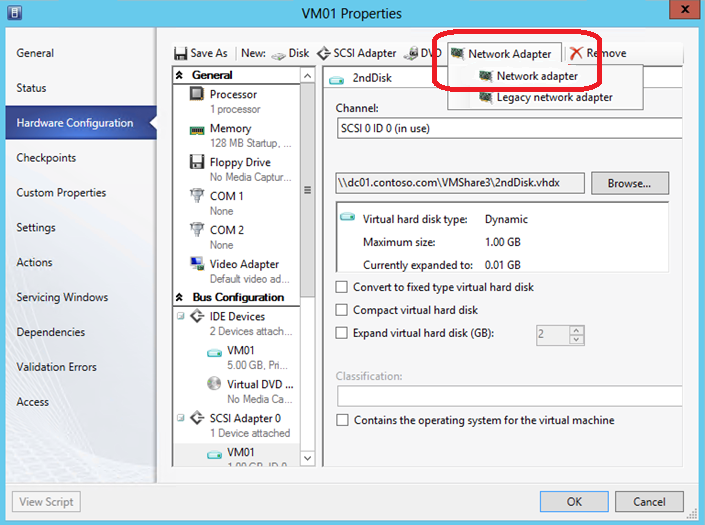 VM01 Properties
x
General
Status
Hardware Configuration
Checkpoints
Custom Properties
Settings
Actions
Servicing Windows
Dependencies
Validation Errors
Access
Save As New: Disk SCSI Adapter DVD Network Adapter Remove
Network adapter
Legacy network adapter
General
Processor
1 processor
Memory
128 MB Startup, ...
Floppy Drive
No Media Captur...
COM 1
None
COM 2
None
Video Adapter
Default video ad...
Bus Configuration
IDE Devices
2 Devices attach...
VM01
5.00 GB, Pri...
Virtual DVD ...
No Media Ca...
SCSI Adapter 0
1 Device attached
VM01
1.00 GB, ID 0
2ndDisk
Channel:
SCSI 0 ID 0 (in use)
\\dc01.contoso.com\VMShare3\2ndDisk.vhdx
Browse...
Virtual hard disk type: Dynamic
Maximum size: 1.00 GB
Currently expanded to: 0.01 GB
Convert to fixed type virtual hard disk
Compact virtual hard disk
Expand virtual hard disk (GB): 2
Classification:
Contains the operating system for the virtual machine
View Script
OK
Cancel